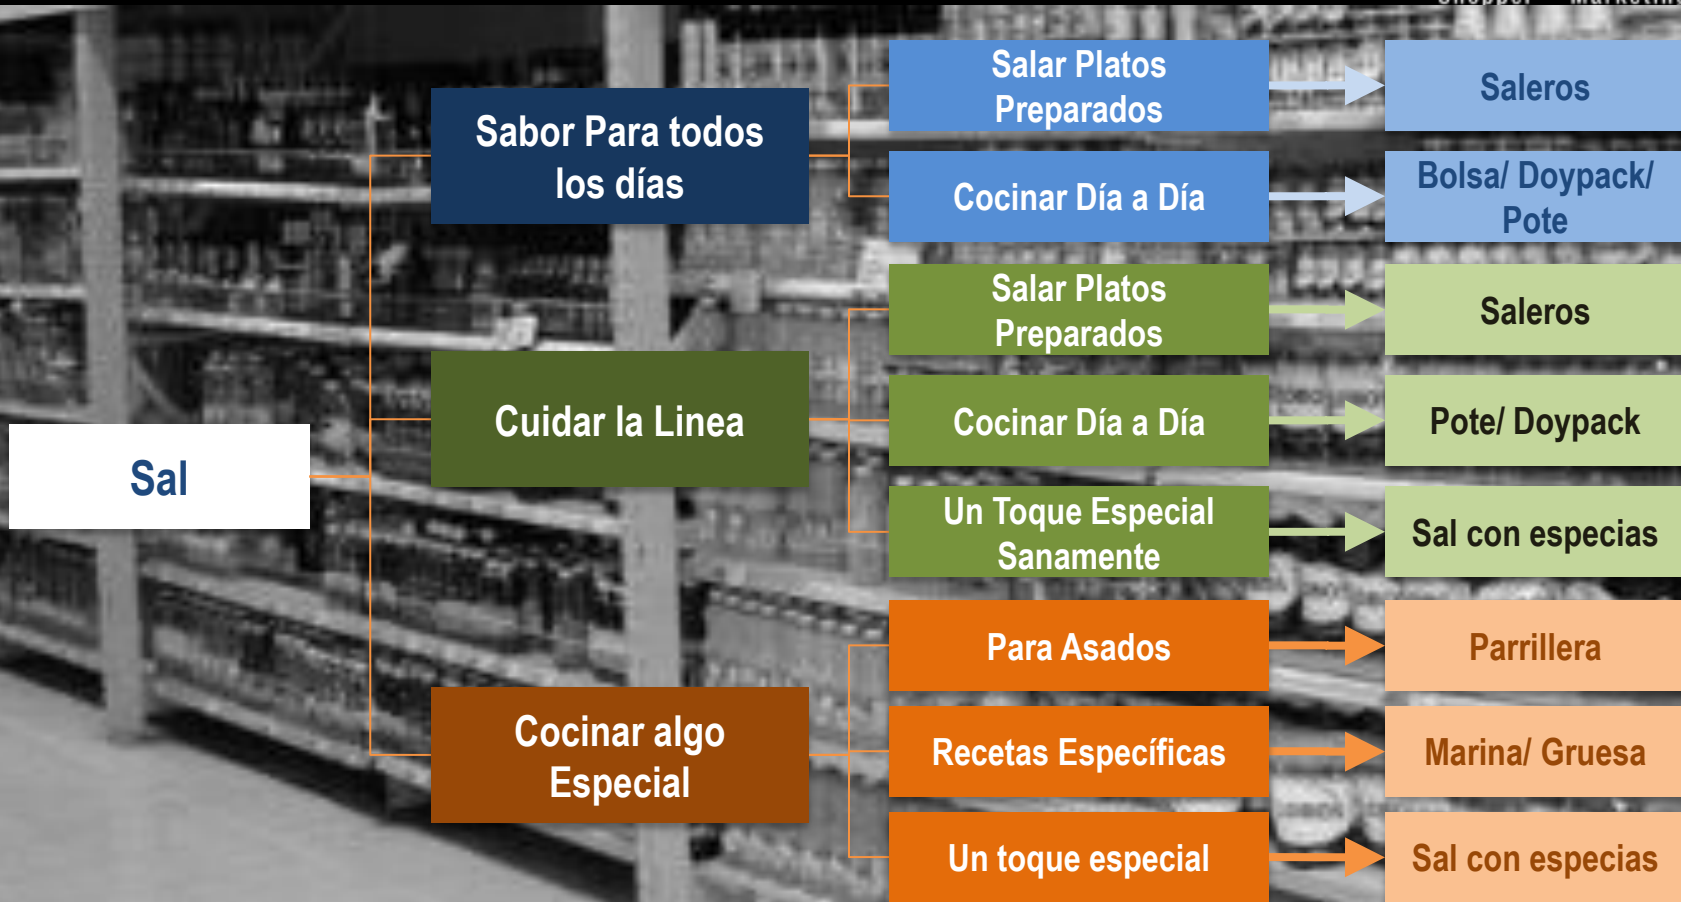 Shopper Marketing
Salar Platos
Preparados
Saleros
Sabor Para todos
los días
Cocinar Día a Día
Bolsa/ Doypack/
Pote
Salar Platos
Preparados
Saleros
Cuidar la Linea
Cocinar Día a Día
Pote/ Doypack
Sal
Un Toque Especial
Sanamente
Sal con especias
Para Asados
Parrillera
Cocinar algo
Especial
Recetas Específicas
Marina/ Gruesa
Un toque especial
Sal con especias